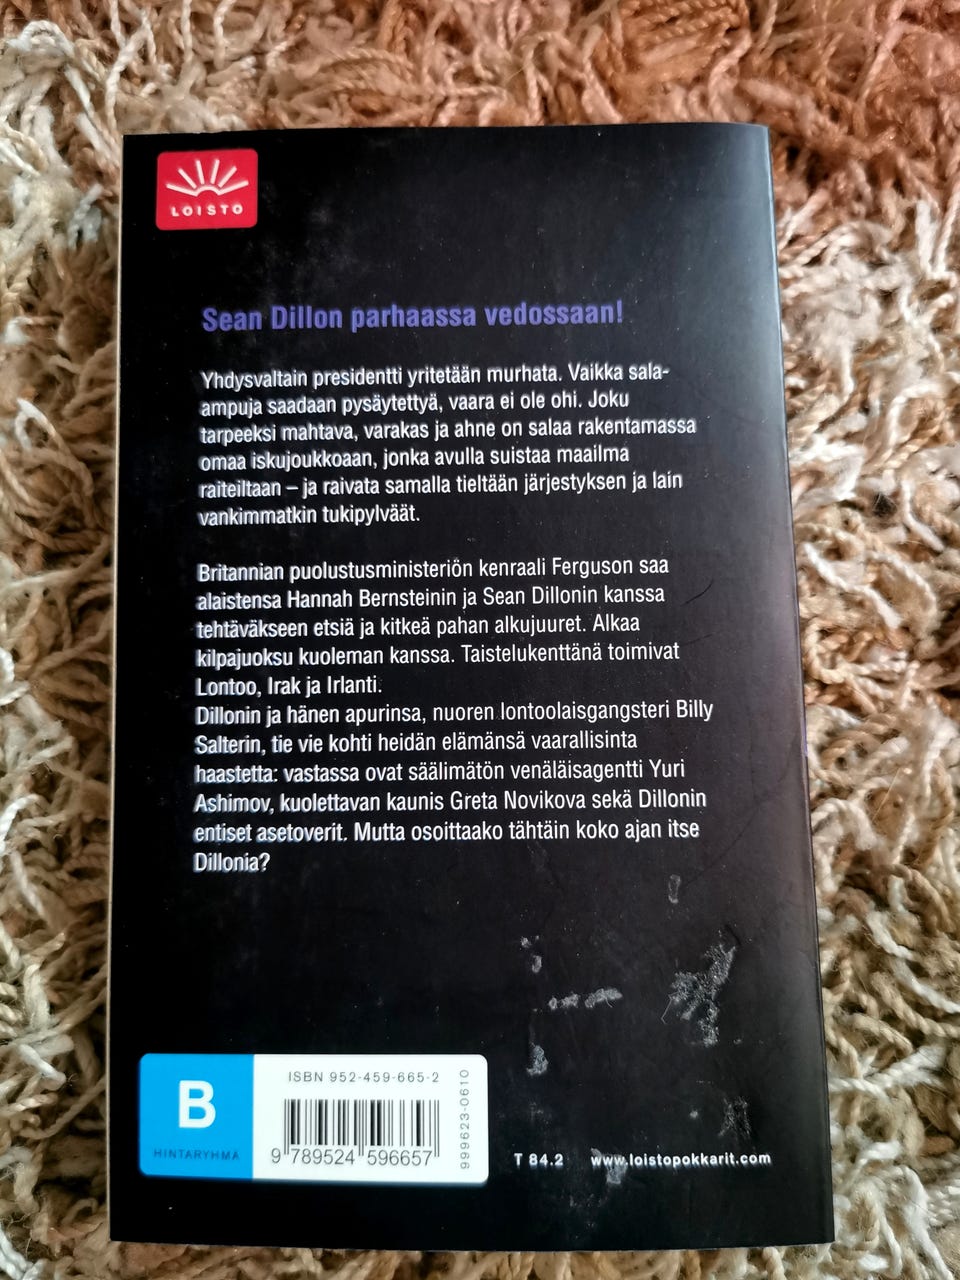 LOISTO
Sean Dillon parhaassa vedossaan!
Yhdysvaltain presidentti yritetään murhata. Vaikka sala-
ampuja saadaan pysäytettyä, vaara ei ole ohi. Joku
tarpeeksi mahtava, varakas ja ahne on salaa rakentamassa
omaa iskujoukkoaan, jonka avulla suistaa maailma
raiteiltaan – ja raivata samalla tieltään järjestyksen ja lain
vankimmatkin tukipylväät.
Britannian puolustusministeriön kenraali Ferguson saa
alaistensa Hannah Bernsteinin ja Sean Dillonin kanssa
tehtäväkseen etsiä ja kitkeä pahan alkujuuret. Alkaa
kilpajuoksu kuoleman kanssa. Taistelukenttänä toimivat
Lontoo, Irak ja Irlanti.
Dillonin ja hänen apurinsa, nuoren lontoolaisgangsteri Billy
Salterin, tie vie kohti heidän elämänsä vaarallisinta
haastetta: vastassa ovat säälimätön venäläisagentti Yuri
Ashimov, kuolettavan kaunis Greta Novikova sekä Dillonin
entiset asetoverit. Mutta osoittaako tähtäin koko ajan itse
Dillonia?
B
HINTARYHMÄ
ISBN 952-459-665-2
9 789524 596657
999623-0610
T 84.2 www.loistopokkarit.com